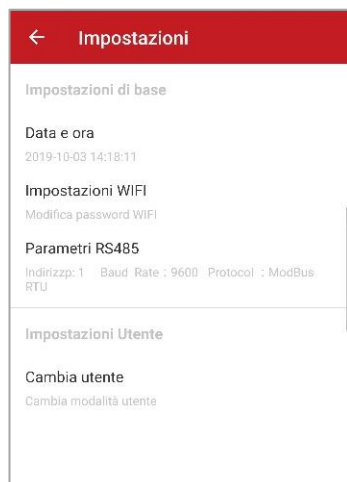 Impostazioni
Impostazioni di base
Data e ora
2019-10-03 14:18:11
Impostazioni WIFI
Modifica password WIFI
Parametri RS485
Indirizzp: 1 Baud Rate : 9600 Protocol : ModBus
RTU
Impostazioni Utente
Cambia utente
Cambia modalità utente